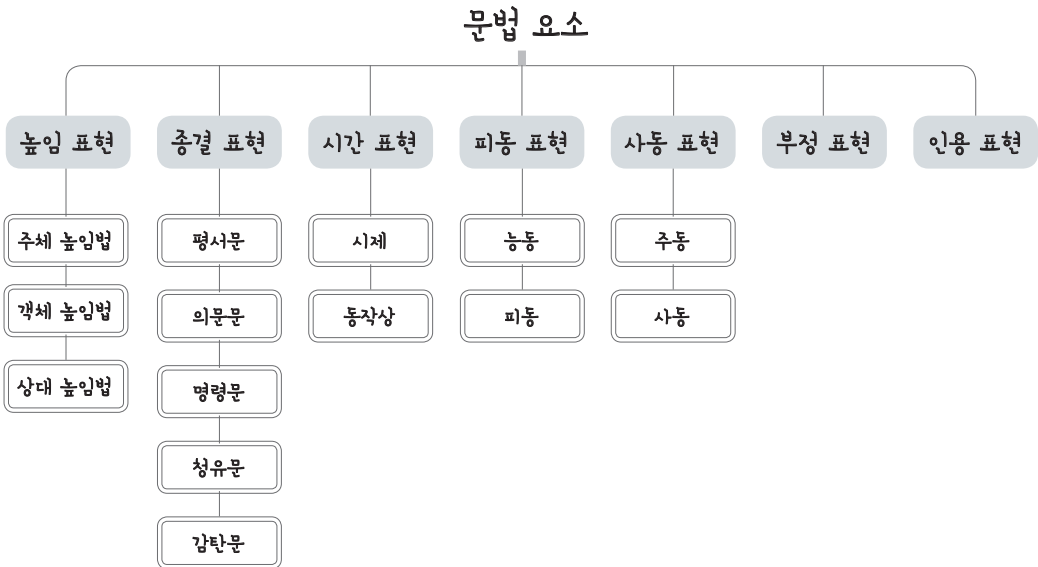 문법 요소
높임 표현
종결 표현
시간 표현
피동 표현
사동 표현
부정 표현
인용 표현
주체 높임법
객체 높임법
상대 높임법
평서문
의문문
명령문
청유문
감탄문
시제
동작상
능동
피동
주동
사동